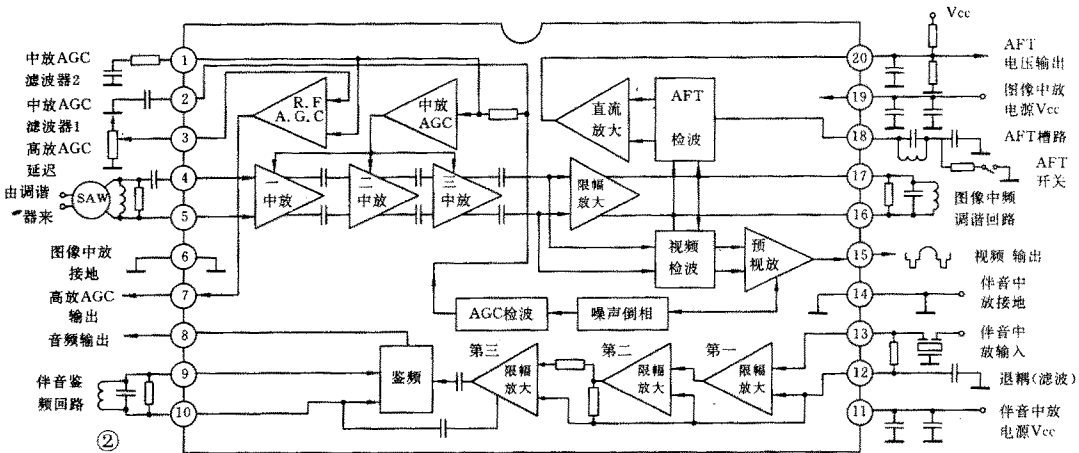 中放AGC
滤波器2
中放AGC
滤波器1
高放AGC
延迟
由调谐
器来
SAW
图像中放
接地
高放AGC
输出
音频输出
伴音鉴
频回路
②
1
2
3
4
5
6
7
8
9
10
R.F
A.G.C
中放
AGC
一
中放
二
中放
三
中放
直流
放大
AFT
检波
限幅
放大
视频
检波
预
视放
AGC检波
噪声倒相
鉴频
第三
限幅
放大
第二
限幅
放大
第一
限幅
放大
20
19
18
17
16
15
14
13
12
11
Vcc
AFT
电压输出
图像中放
电源Vcc
AFT槽路
AFT
开关
图像中频
调谐回路
视频 输出
伴音中
放接地
伴音中
放输入
退耦(滤波)
伴音中放
电源Vcc